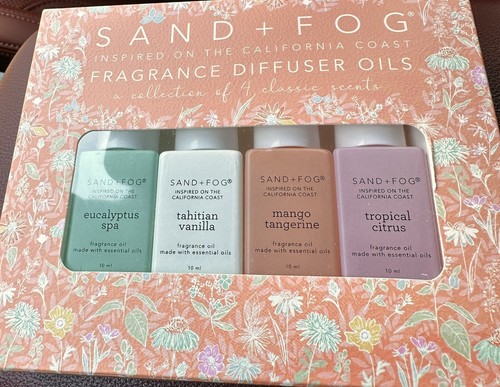 SAND + FOG®
INSPIRED ON THE CALIFORNIA COAST
FRAGRANCE DIFFUSER OILS
a collection of 4 classic scents
SAND+FOG®
INSPIRED ON THE
CALIFORNIA COAST
eucalyptus
spa
fragrance oil
made with essential oils
10 ml
SAND+FOG®
INSPIRED ON THE
CALIFORNIA COAST
tahitian
vanilla
fragrance oil
made with essential oils
10 ml
SAND+FOG®
INSPIRED ON THE
CALIFORNIA COAST
mango
tangerine
fragrance oil
made with essential oils
10 ml
SAND+FOG®
INSPIRED ON THE
CALIFORNIA COAST
tropical
citrus
fragrance oil
made with essential oils
10 ml